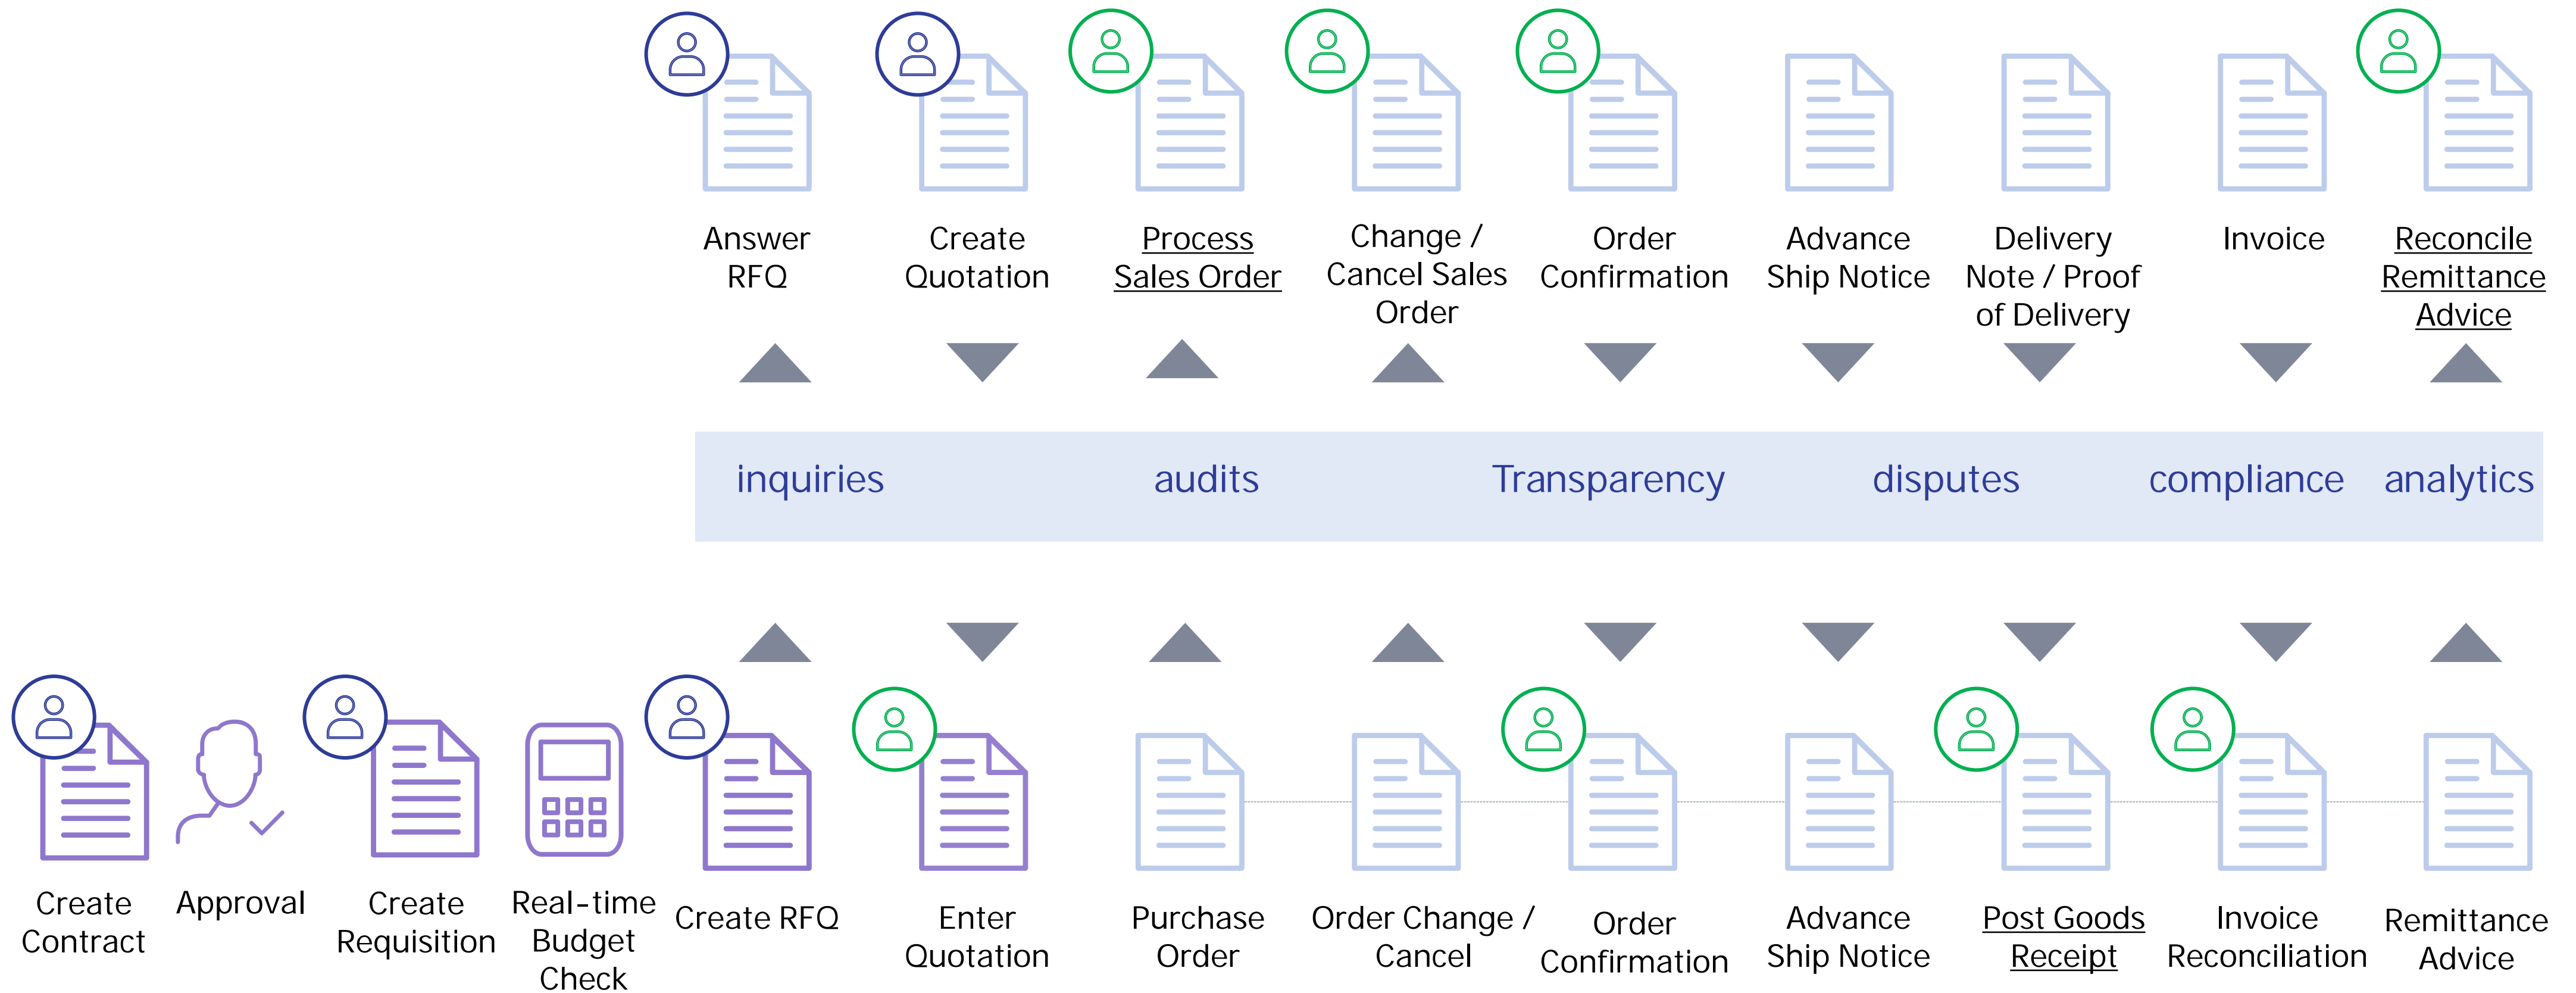 Answer
RFQ
Create
Quotation
Process
Sales Order
Change /
Cancel Sales
Order
Order
Confirmation
Advance
Ship Notice
Delivery
Note / Proof
of Delivery
Invoice
Reconcile
Remittance
Advice
inquiries
audits
Transparency
disputes
compliance
analytics
Create
Contract
Approval
Create
Requisition
Real-time
Budget
Check
Create RFQ
Enter
Quotation
Purchase
Order
Order Change /
Cancel
Order
Confirmation
Advance
Ship Notice
Post Goods
Receipt
Invoice
Reconciliation
Remittance
Advice